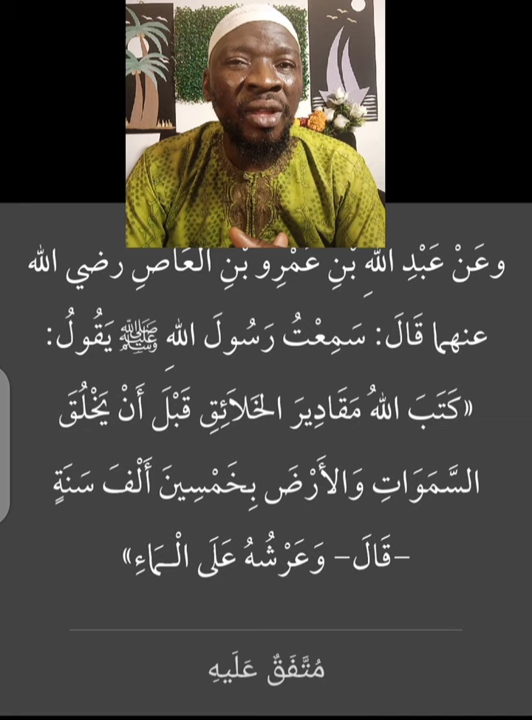 وعَنْ عَبْدِ اللهِ بْنِ عَمْرِو بْنِ العَاصِ رضي الله
عنهما قَالَ: سَمِعْتُ رَسُولَ اللهِ ﷺ يَقُولُ:
«كَتَبَ اللهُ مَقَادِيرَ الخَلَائِقِ قَبْلَ أَنْ يَخْلُقَ
السَّمَوَاتِ وَالأَرْضَ بِخَمْسِينَ أَلْفَ سَنَةٍ
–قَالَ– وَعَرْشُهُ عَلَى الْـمَاءِ»
مُتَّفَقٌ عَلَيهِ